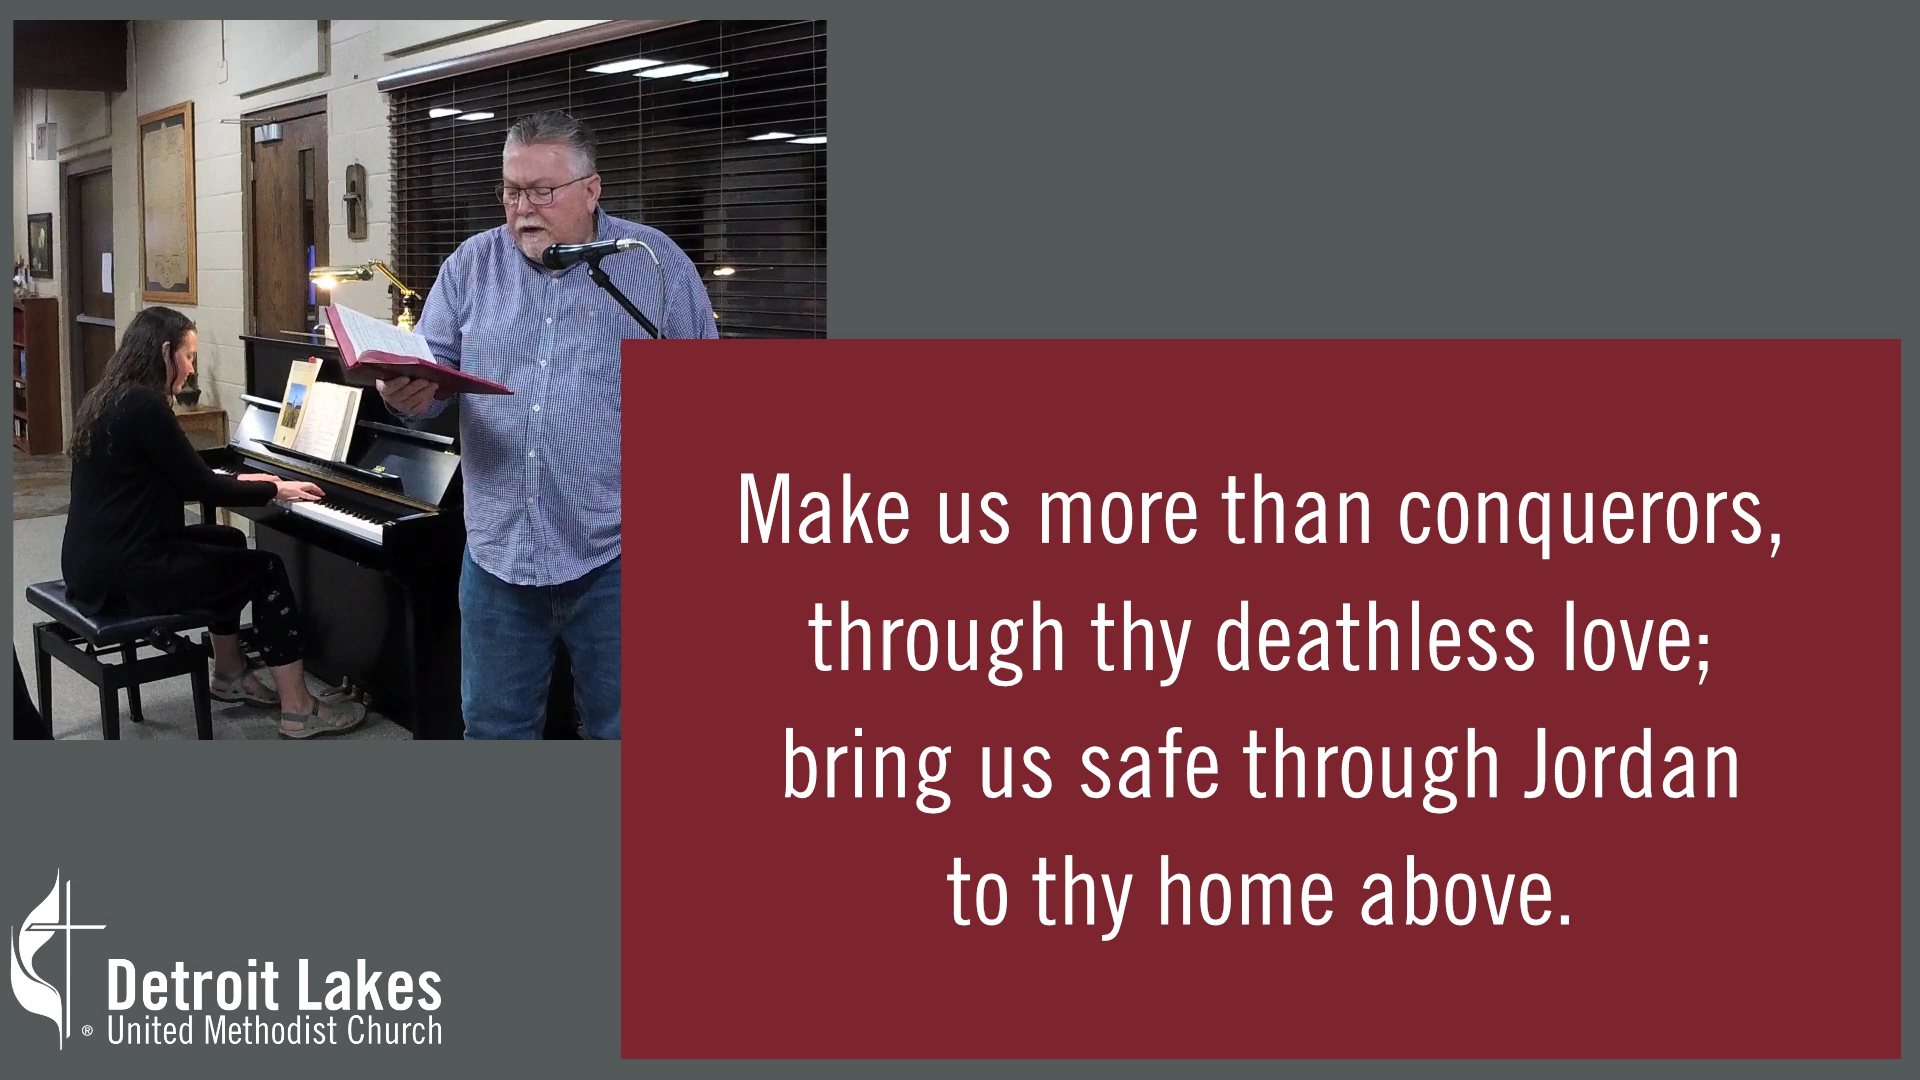 Make us more than conquerors,
through thy deathless love;
bring us safe through Jordan
to thy home above.
Detroit Lakes
® United Methodist Church